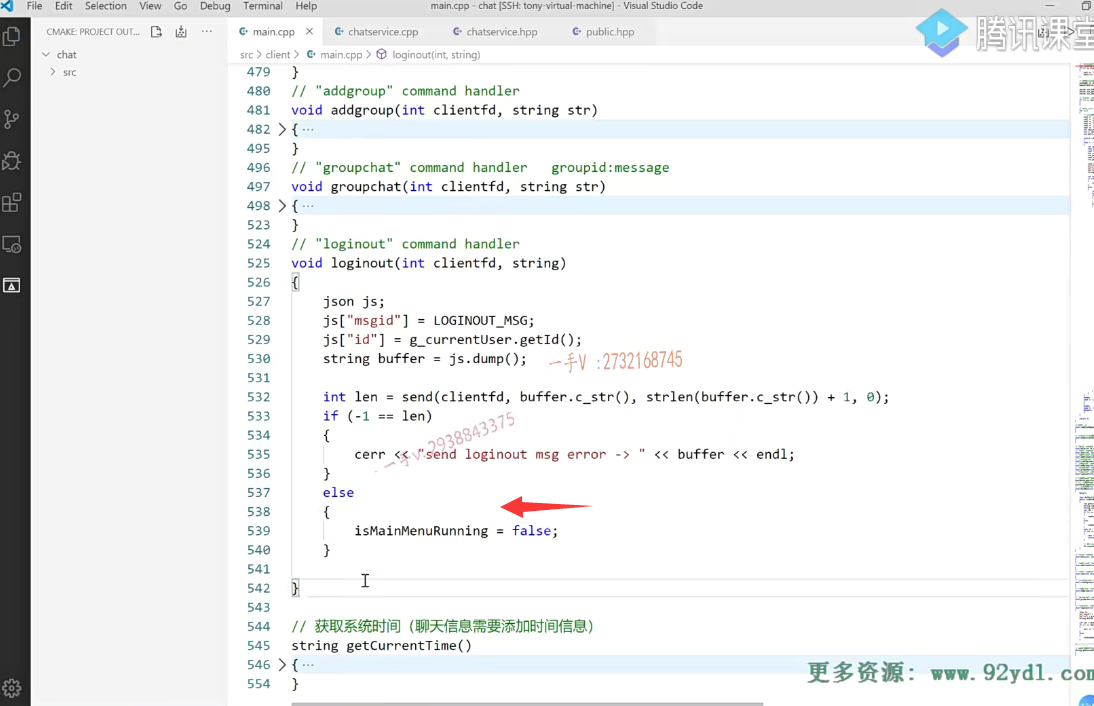 File Edit Selection View Go Debug Terminal Help main.cpp - chat [SSH: tony-virtual-machine] - Visual Studio Code
CMAKE: PROJECT OUT... ···
main.cpp × chatservice.cpp chatservice.hpp public.hpp
腾讯课堂
chat
src > client > main.cpp > loginout(int, string)
src
479 }
480 // "addgroup" command handler
481 void addgroup(int clientfd, string str)
482 { ···
495 }
496 // "groupchat" command handler groupid:message
497 void groupchat(int clientfd, string str)
498 { ···
523 }
524 // "loginout" command handler
525 void loginout(int clientfd, string)
526 {
527 json js;
528 js["msgid"] = LOGINOUT_MSG;
529 js["id"] = g_currentUser.getId();
530 string buffer = js.dump();
一手V :2732168745
531
532 int len = send(clientfd, buffer.c_str(), strlen(buffer.c_str()) + 1, 0);
533 if (-1 == len)
534 {
一手v:2938843375
535 cerr << "send loginout msg error -> " << buffer << endl;
536 }
537 else
538 {
539 isMainMenuRunning = false;
540 }
541
542 }
543
544 // 获取系统时间（聊天信息需要添加时间信息）
545 string getCurrentTime()
546 { ···
554 }
更多资源：www.92ydl.com